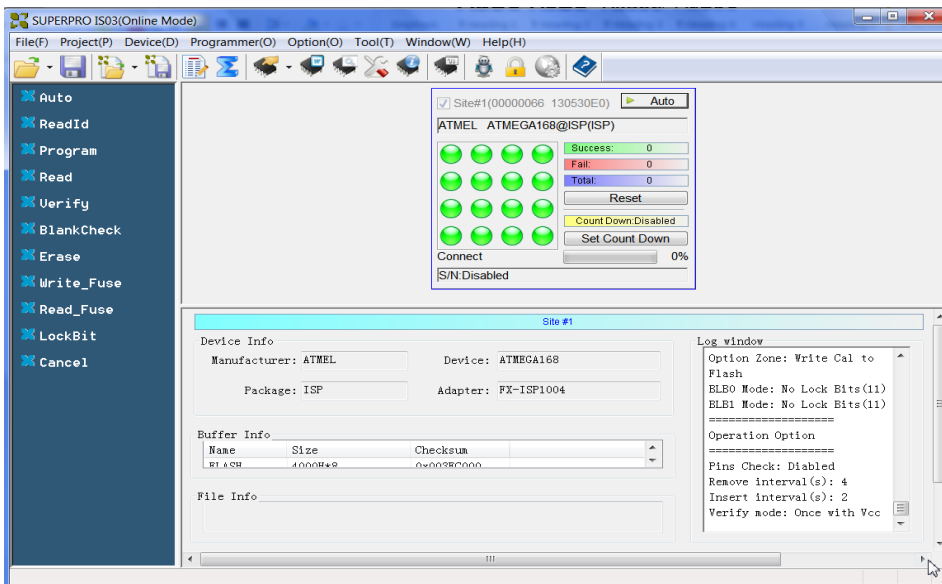 SUPERPRO IS03(Online Mode)
File(F) Project(P) Device(D) Programmer(O) Option(O) Tool(T) Window(W) Help(H)
Auto
ReadId
Program
Read
Verify
BlankCheck
Erase
Write_Fuse
Read_Fuse
LockBit
Cancel
Site#1(00000066 130530E0) Auto
ATMEL ATMEGA168@ISP(ISP)
Success: 0
Fail: 0
Total: 0
Reset
Count Down:Disabled
Set Count Down
Connect 0%
S/N:Disabled
Site #1
Device Info
Manufacturer: ATMEL Device: ATMEGA168
Package: ISP Adapter: FX-ISP1004
Buffer Info
Name Size Checksum
FLASH 4000H*8 0x003FC000
File Info
Log window
Option Zone: Write Cal to
Flash
BLB0 Mode: No Lock Bits(11)
BLB1 Mode: No Lock Bits(11)
===================
Operation Option
===================
Pins Check: Diabled
Remove interval(s): 4
Insert interval(s): 2
Verify mode: Once with Vcc